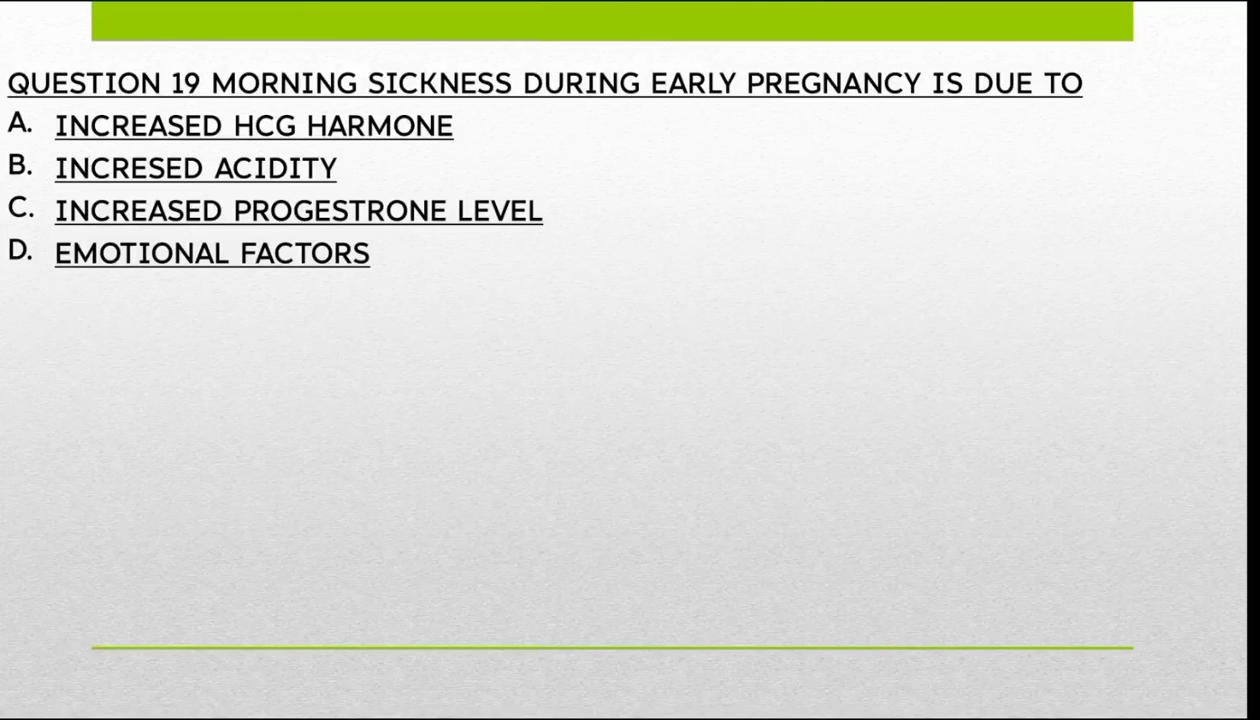 QUESTION 19 MORNING SICKNESS DURING EARLY PREGNANCY IS DUE TO
A. INCREASED HCG HARMONE
B. INCRESED ACIDITY
C. INCREASED PROGESTRONE LEVEL
D. EMOTIONAL FACTORS